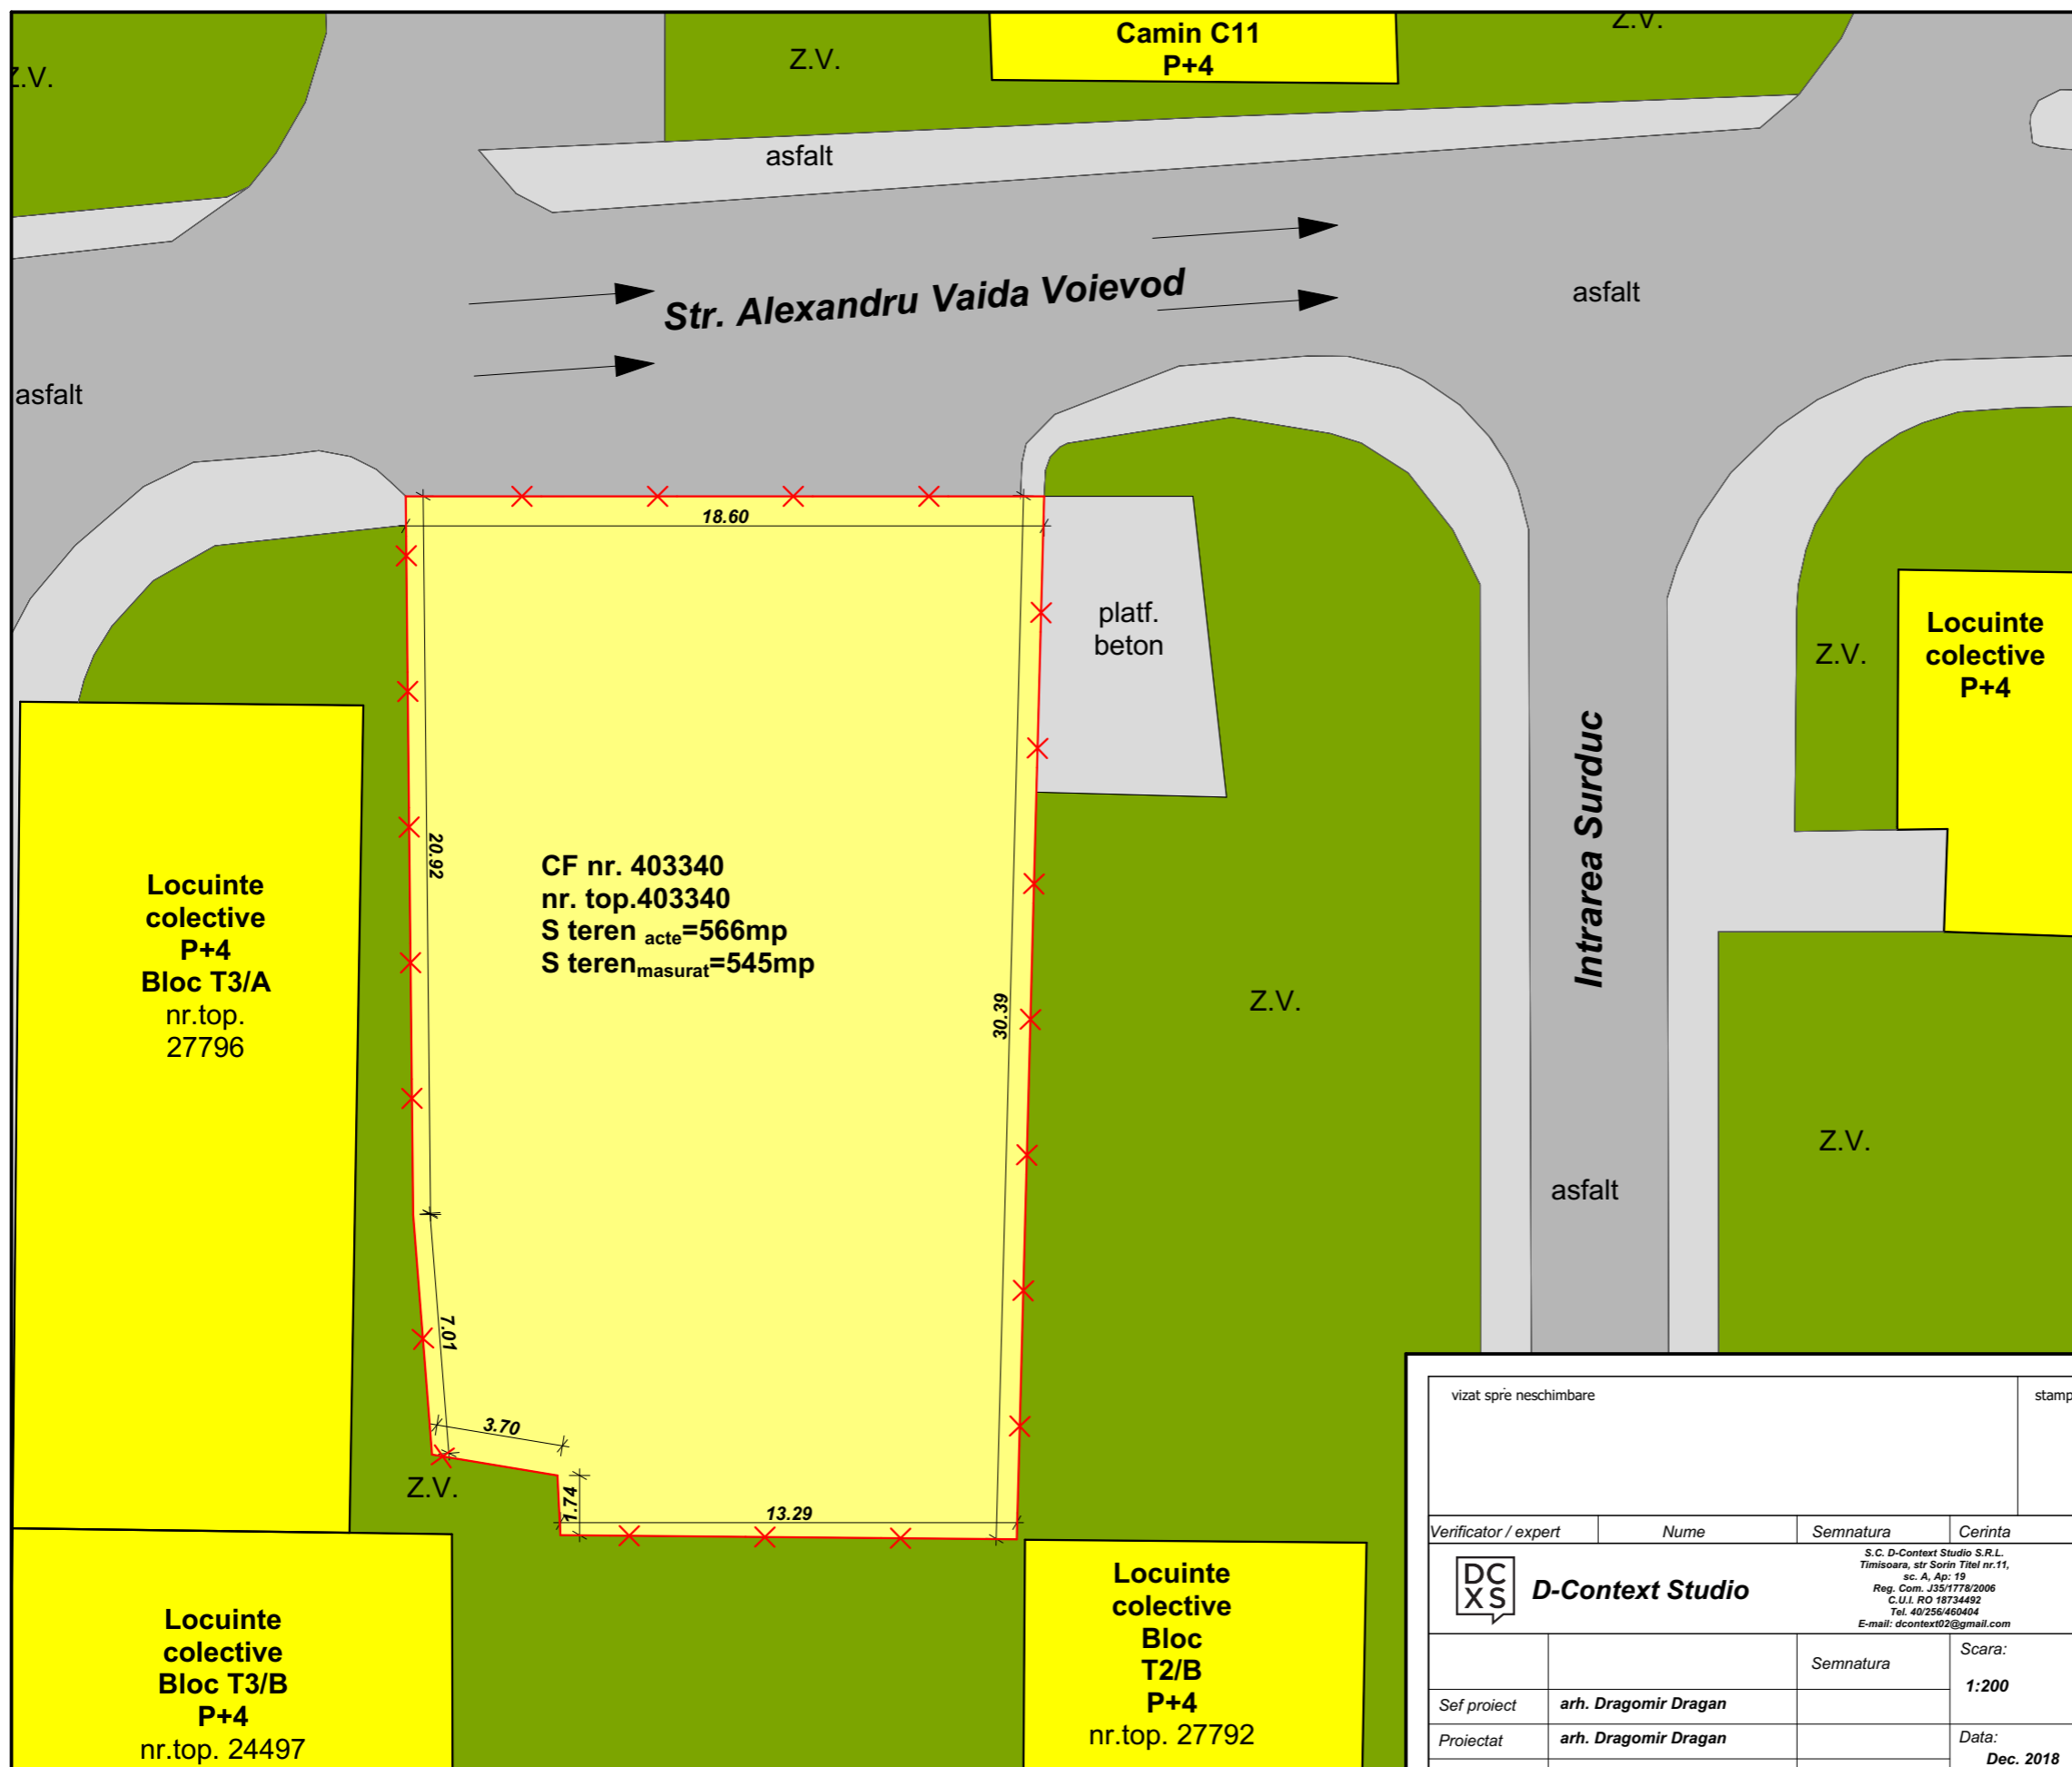 Z.V.
Z.V.
Camin C11
P+4
Z.V.
asfalt
Str. Alexandru Vaida Voievod
asfalt
asfalt
18.60
platf.
beton
Z.V.
Locuinte
colective
P+4
20.92
CF nr. 403340
nr. top.403340
S teren acte=566mp
S terenmasurat=545mp
30.39
Locuinte
colective
P+4
Bloc T3/A
nr.top.
27796
Z.V.
Intrarea Surduc
Z.V.
asfalt
7.01
3.70
Z.V.
1.74
13.29
Locuinte
colective
Bloc T3/B
P+4
nr.top. 24497
Locuinte
colective
Bloc
T2/B
P+4
nr.top. 27792
vizat spre neschimbare
stamp
Verificator / expert
Nume
Semnatura
Cerinta
DC
XS
D-Context Studio
S.C. D-Context Studio S.R.L.
Timisoara, str Sorin Titel nr.11,
sc. A, Ap: 19
Reg. Com. J35/1778/2006
C.U.I. RO 18734492
Tel. 40/256/460404
E-mail: dcontext02@gmail.com
Semnatura
Scara:
1:200
Sef proiect
arh. Dragomir Dragan
Proiectat
arh. Dragomir Dragan
Data:
Dec. 2018